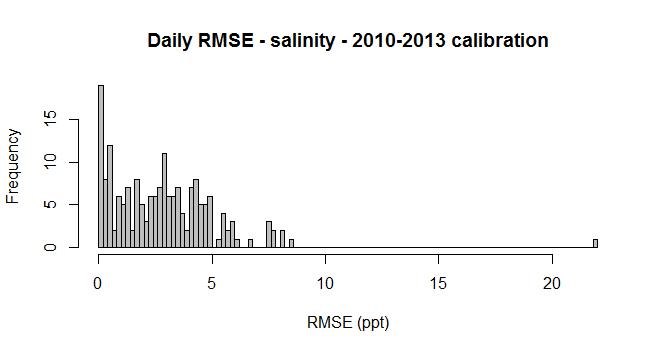 Daily RMSE - salinity - 2010-2013 calibration
Frequency
15
10
5
0
0 5 10 15 20
RMSE (ppt)